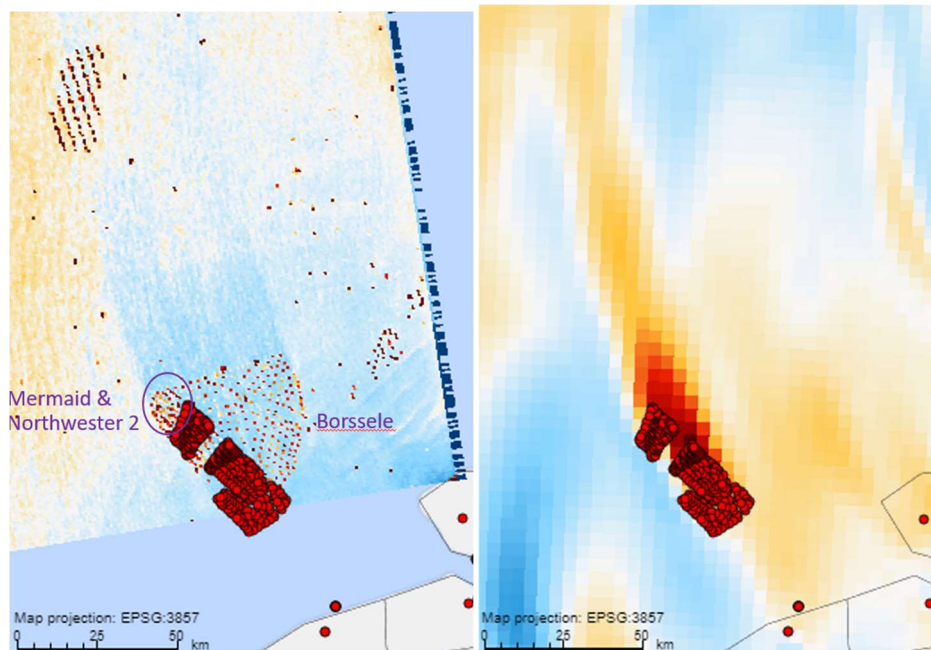 Mermaid &
Northwester 2
Borssele
Map projection: EPSG:3857
0 25 50 km
Map projection: EPSG:3857
0 25 50 km